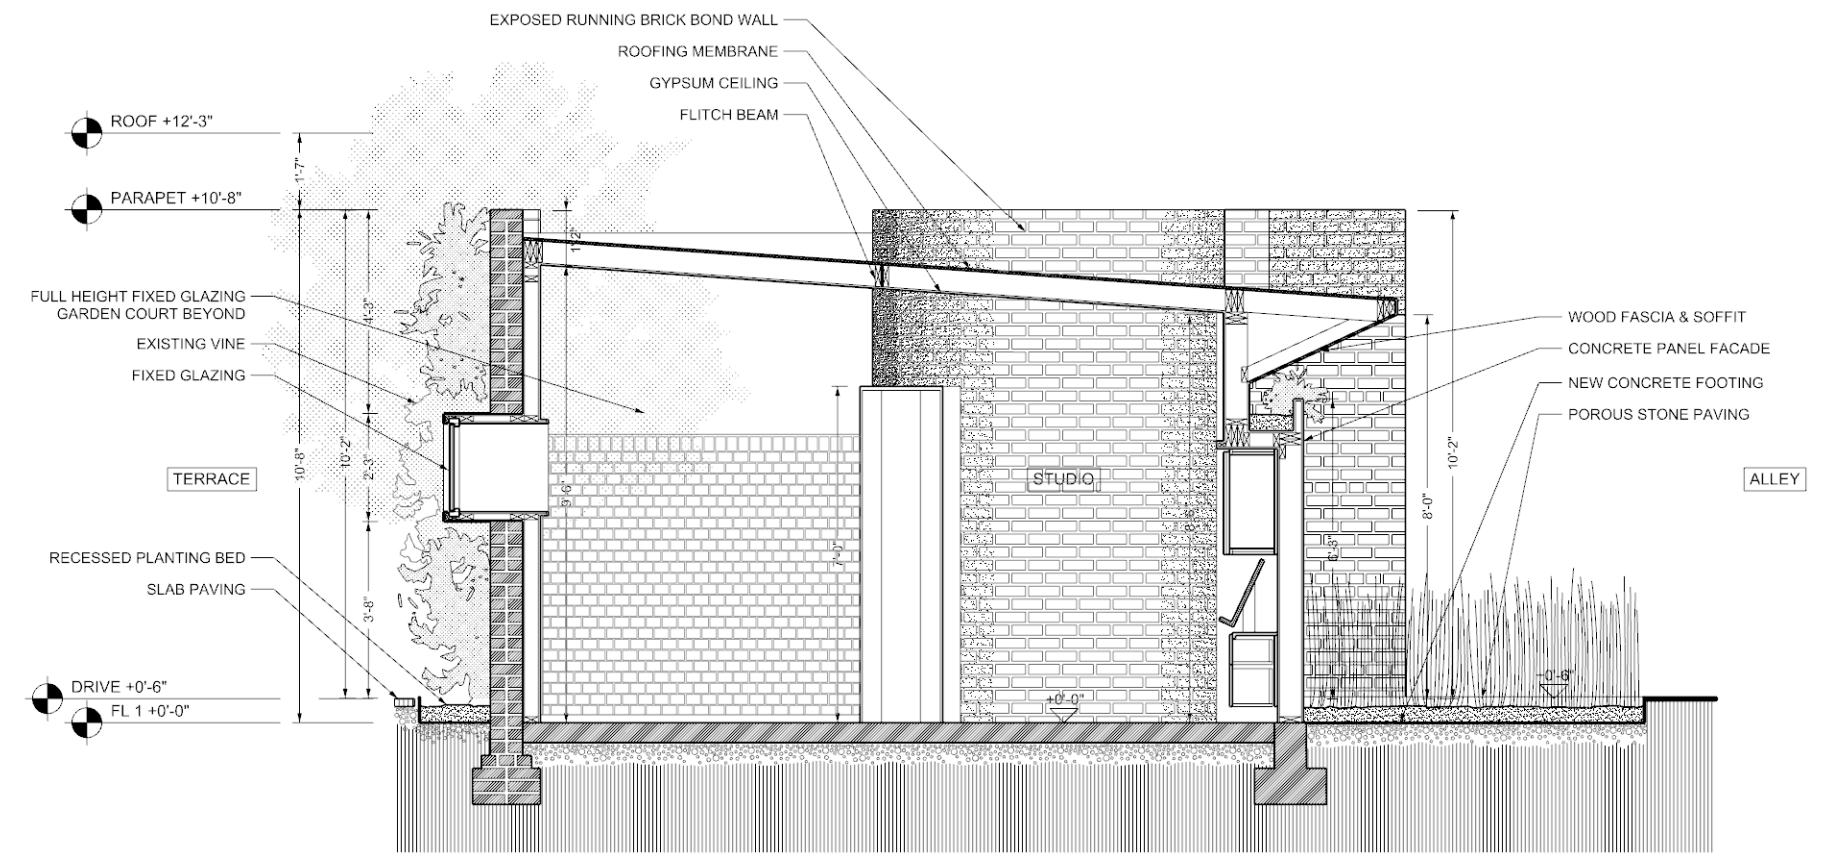 EXPOSED RUNNING BRICK BOND WALL
ROOFING MEMBRANE
GYPSUM CEILING
FLITCH BEAM
ROOF +12'-3"
1'-7"
PARAPET +10'-8"
1'-2"
FULL HEIGHT FIXED GLAZING
GARDEN COURT BEYOND
EXISTING VINE
FIXED GLAZING
4'-3"
WOOD FASCIA & SOFFIT
CONCRETE PANEL FACADE
NEW CONCRETE FOOTING
POROUS STONE PAVING
TERRACE
10'-8"
10'-2"
2'-3"
9'-6"
STUDIO
10'-2"
8'-0"
ALLEY
RECESSED PLANTING BED
SLAB PAVING
3'-8"
7'-0"
6'-3"
DRIVE +0'-6"
FL 1 +0'-0"
+0'-0"